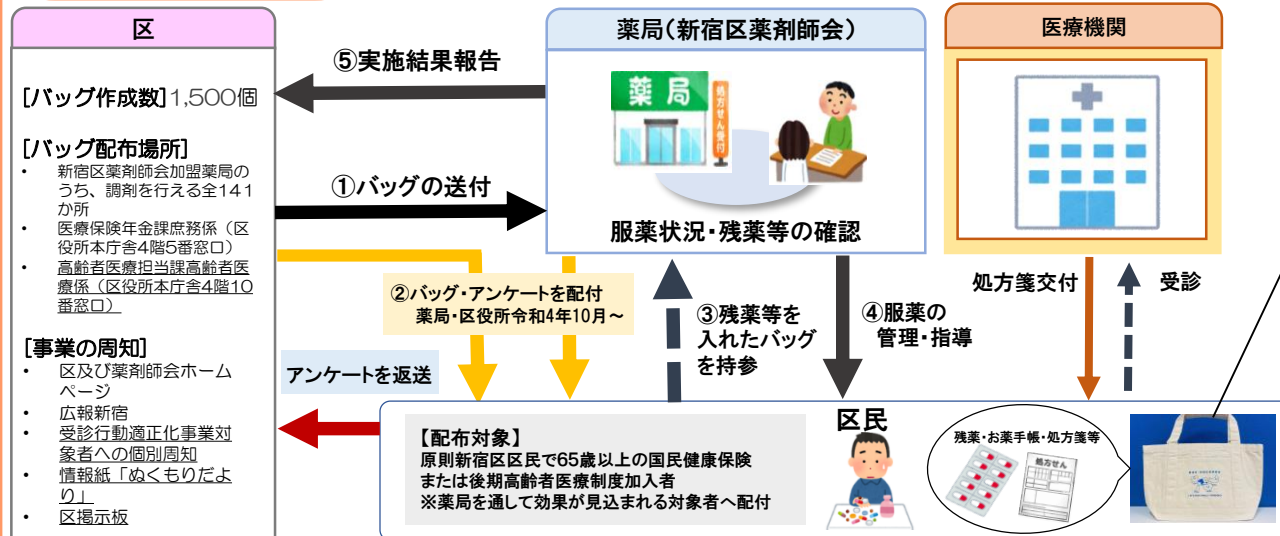 区
[バッグ作成数]1,500個
[バッグ配布場所]
・ 新宿区薬剤師会加盟薬局の
うち、調剤を行える全141
か所
・ 医療保険年金課庶務係（区
役所本庁舎4階5番窓口）
・ 高齢者医療担当課高齢者医
療係（区役所本庁舎4階10
番窓口）
[事業の周知]
・ 区及び薬剤師会ホーム
ページ
・ 広報新宿
・ 受診行動適正化事業対
象者への個別周知
・ 情報紙「ぬくもりだよ
り」
・ 区掲示板
⑤実施結果報告
①バッグの送付
②バッグ・アンケートを配付
薬局・区役所令和4年10月～
アンケートを返送
薬局(新宿区薬剤師会)
薬局
処方せん受付
服薬状況・残薬等の確認
③残薬等を
入れたバッグ
を持参
④服薬の
管理・指導
医療機関
処方箋交付
受診
【配布対象】
原則新宿区区民で65歳以上の国民健康保険
または後期高齢者医療制度加入者
※薬局を通して効果が見込まれる対象者へ配付
区民
残薬・お薬手帳・処方箋等
処方せん